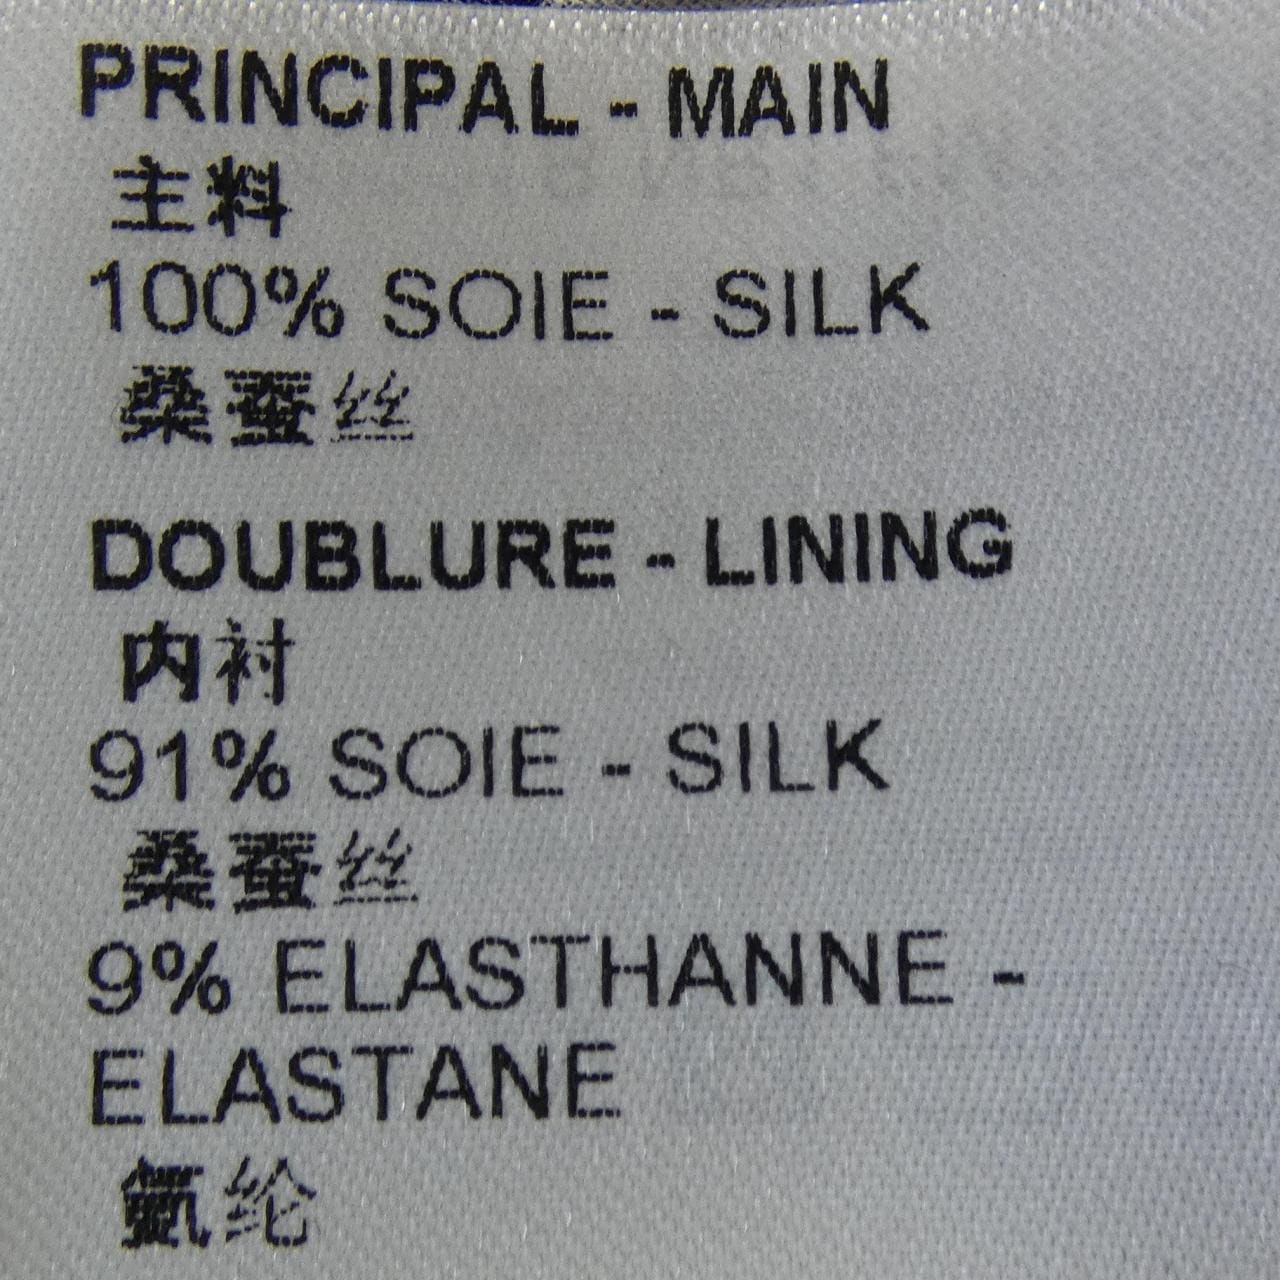 PRINCIPAL - MAIN
主料
100% SOIE - SILK
桑蚕丝
DOUBLURE - LINING
内衬
91% SOIE - SILK
桑蚕丝
9% ELASTHANNE -
ELASTANE
氨纶